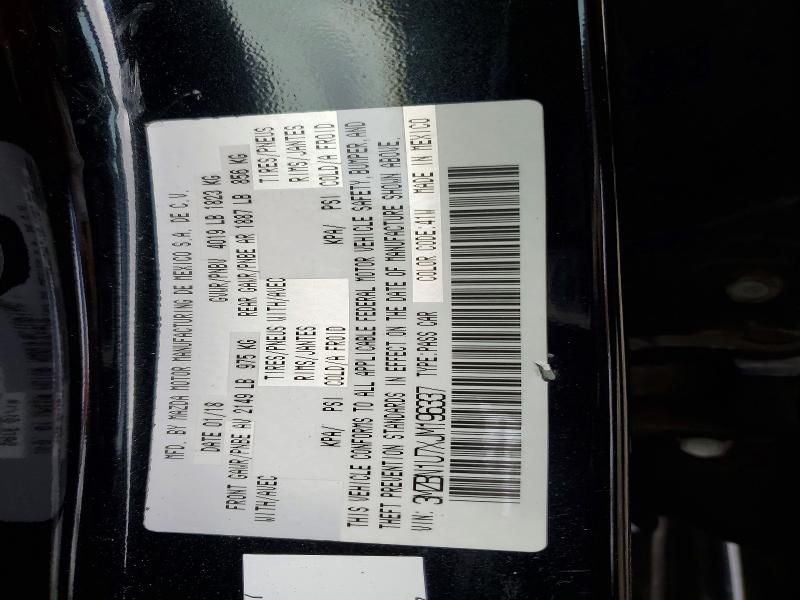 MFD. BY MAZDA MOTOR MANUFACTURING DE MEXICO S.A. DE C.V.
DATE 01/18 GVWR/PNBV 4019 LB 1823 KG
FRONT GAWR/PNBE AV 2149 LB 975 KG REAR GAWR/PNBE AR 1887 LB 856 KG
WITH/AVEC TIRES/PNEUS WITH/AVEC TIRES/PNEUS
RIMS/JANTES RIMS/JANTES
KPA/ PSI COLD/A FROID KPA/ PSI COLD/A FROID
THIS VEHICLE CONFORMS TO ALL APPLICABLE FEDERAL MOTOR VEHICLE SAFETY,BUMPER,AND
THEFT PREVENTION STANDARDS IN EFFECT ON THE DATE OF MANUFACTURE SHOWN ABOVE.
VIN: 3MZBN1U7XJM196337 TYPE:PASS CAR COLOR CODE:41W MADE IN MEXICO